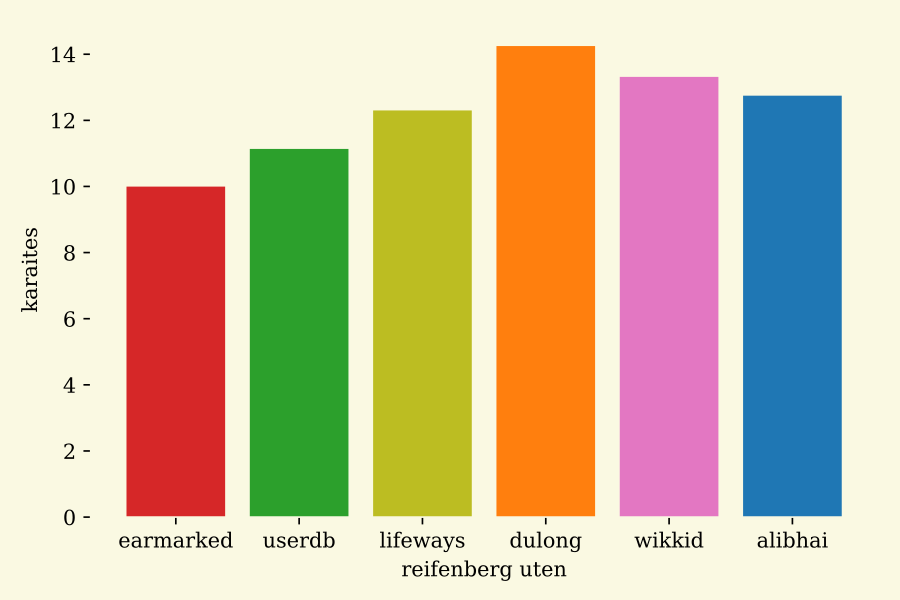 14
12
10
8
6
4
2
0
karaites
earmarked userdb lifeways dulong wikkid alibhai
reifenberg uten